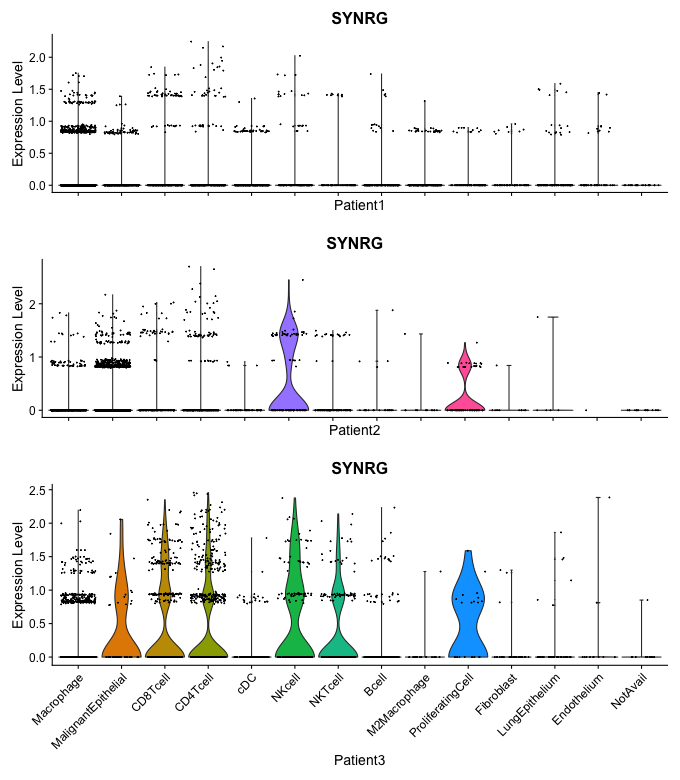 SYNRG
Expression Level
2.0
1.5
1.0
0.5
0.0
Patient1
SYNRG
Expression Level
2
1
0
Patient2
SYNRG
Expression Level
2.5
2.0
1.5
1.0
0.5
0.0
Macrophage
MalignantEpithelial
CD8Tcell
CD4Tcell
cDC
NKcell
NKTcell
Bcell
M2Macrophage
ProliferatingCell
Fibroblast
LungEpithelium
Endothelium
NotAvail
Patient3